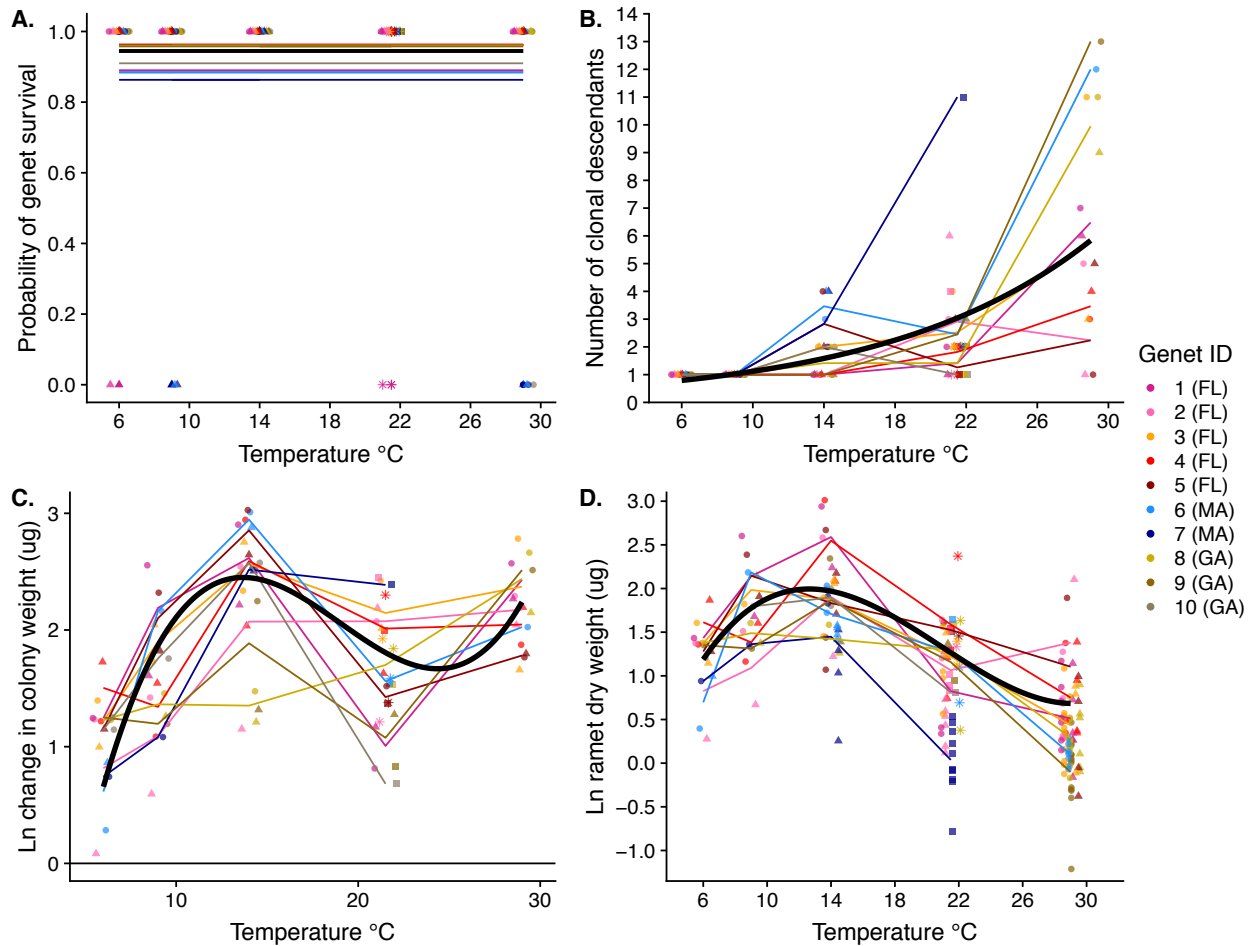 A.
Probability of genet survival
1.0
0.8
0.6
0.4
0.2
0.0
6 10 14 18 22 26 30
Temperature °C
B.
Number of clonal descendants
14
13
12
11
10
9
8
7
6
5
4
3
2
1
0
6 10 14 18 22 26 30
Temperature °C
C.
Ln change in colony weight (ug)
3
2
1
0
10 20 30
Temperature °C
D.
Ln ramet dry weight (ug)
3.0
2.5
2.0
1.5
1.0
0.5
0.0
−0.5
−1.0
6 10 14 18 22 26 30
Temperature °C
Genet ID
1 (FL)
2 (FL)
3 (FL)
4 (FL)
5 (FL)
6 (MA)
7 (MA)
8 (GA)
9 (GA)
10 (GA)